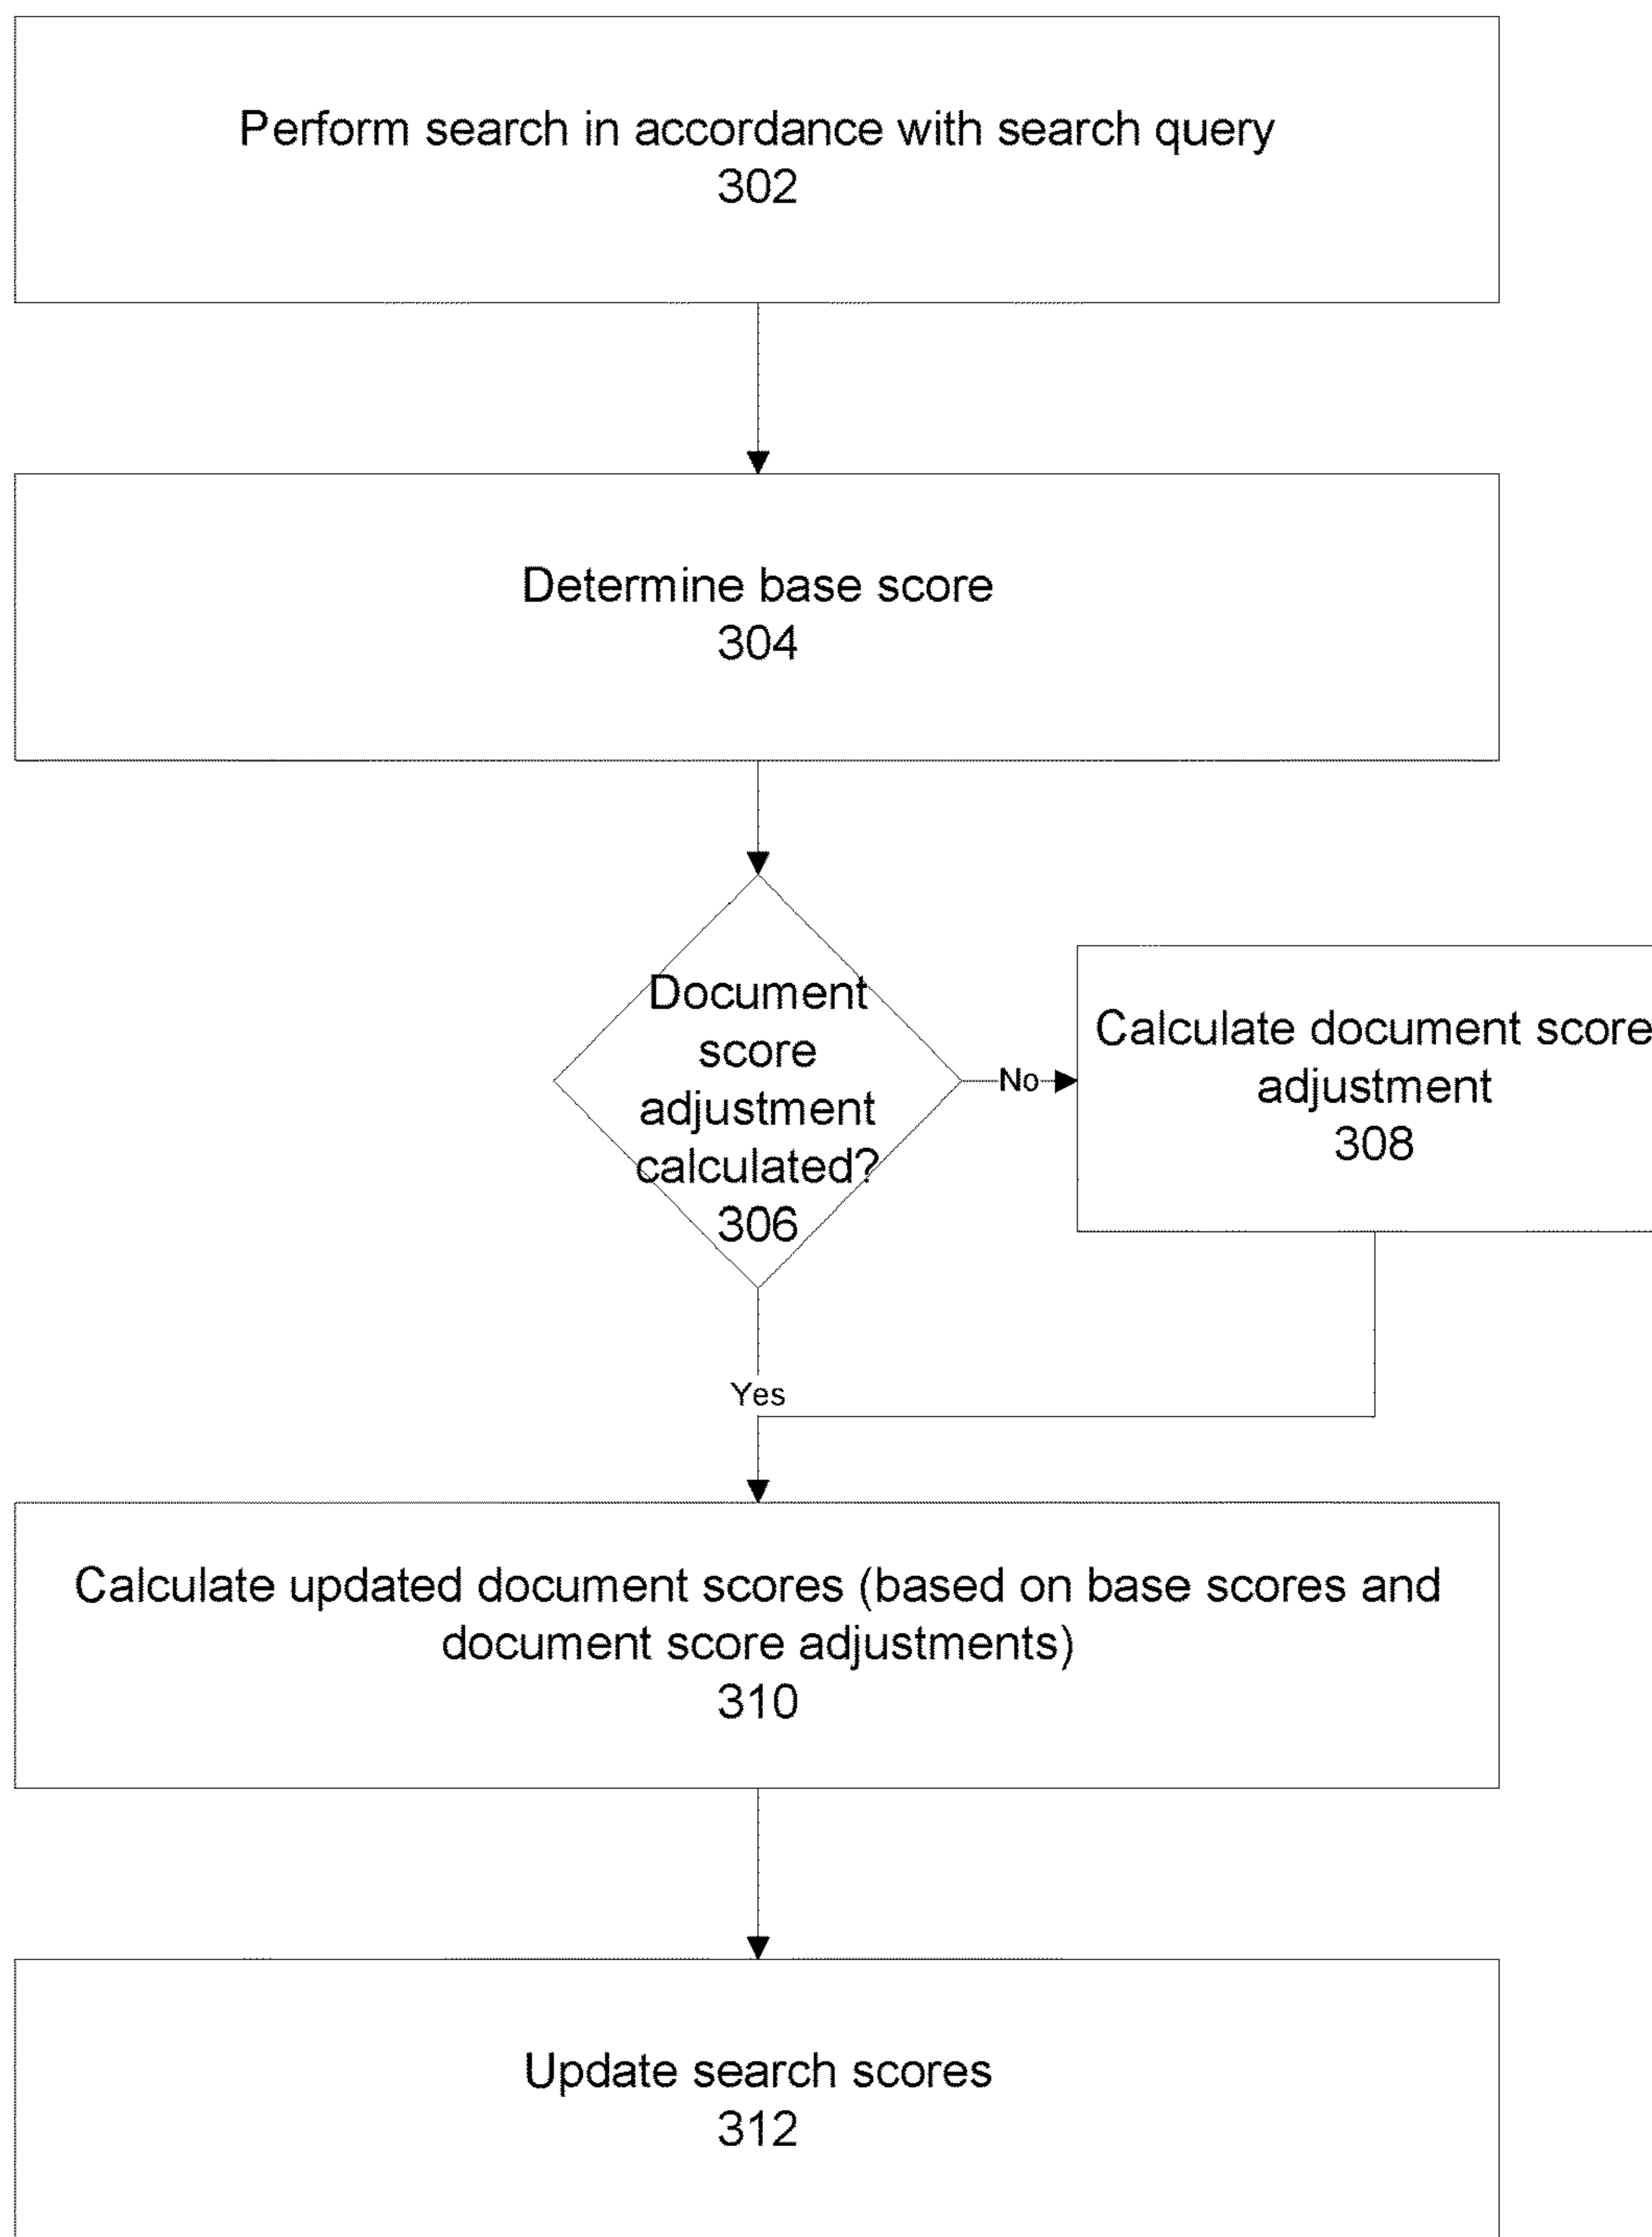 Perform search in accordance with search query
302
Determine base score
304
Document
score
adjustment
calculated?
306
No
Calculate document score
adjustment
308
Yes
Calculate updated document scores (based on base scores and
document score adjustments)
310
Update search scores
312